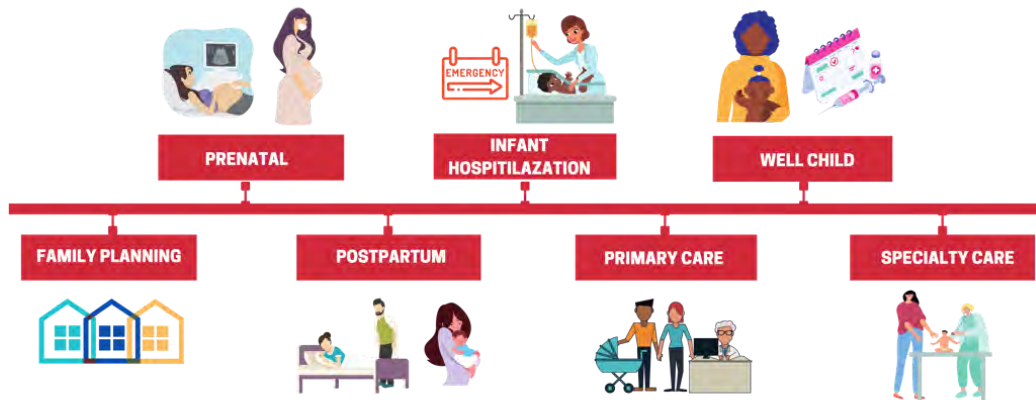 EMERGENCY
PRENATAL
INFANT
HOSPITILAZATION
WELL CHILD
FAMILY PLANNING
POSTPARTUM
PRIMARY CARE
SPECIALTY CARE